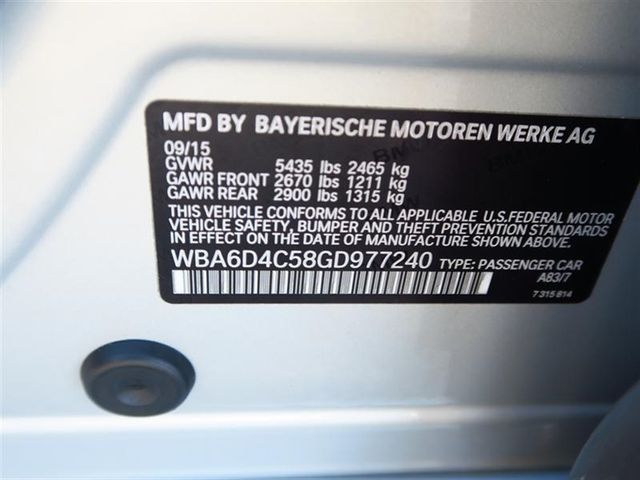 MFD BY BAYERISCHE MOTOREN WERKE AG
09/15
GVWR 5435 lbs 2465 kg
GAWR FRONT 2670 lbs 1211 kg
GAWR REAR 2900 lbs 1315 kg
THIS VEHICLE CONFORMS TO ALL APPLICABLE U.S.FEDERAL MOTOR
VEHICLE SAFETY, BUMPER, AND THEFT PREVENTION STANDARDS
IN EFFECT ON THE DATE OF MANUFACTURE SHOWN ABOVE.
WBA6D4C58GD977240 TYPE: PASSENGER CAR
A83/7
7 315 814